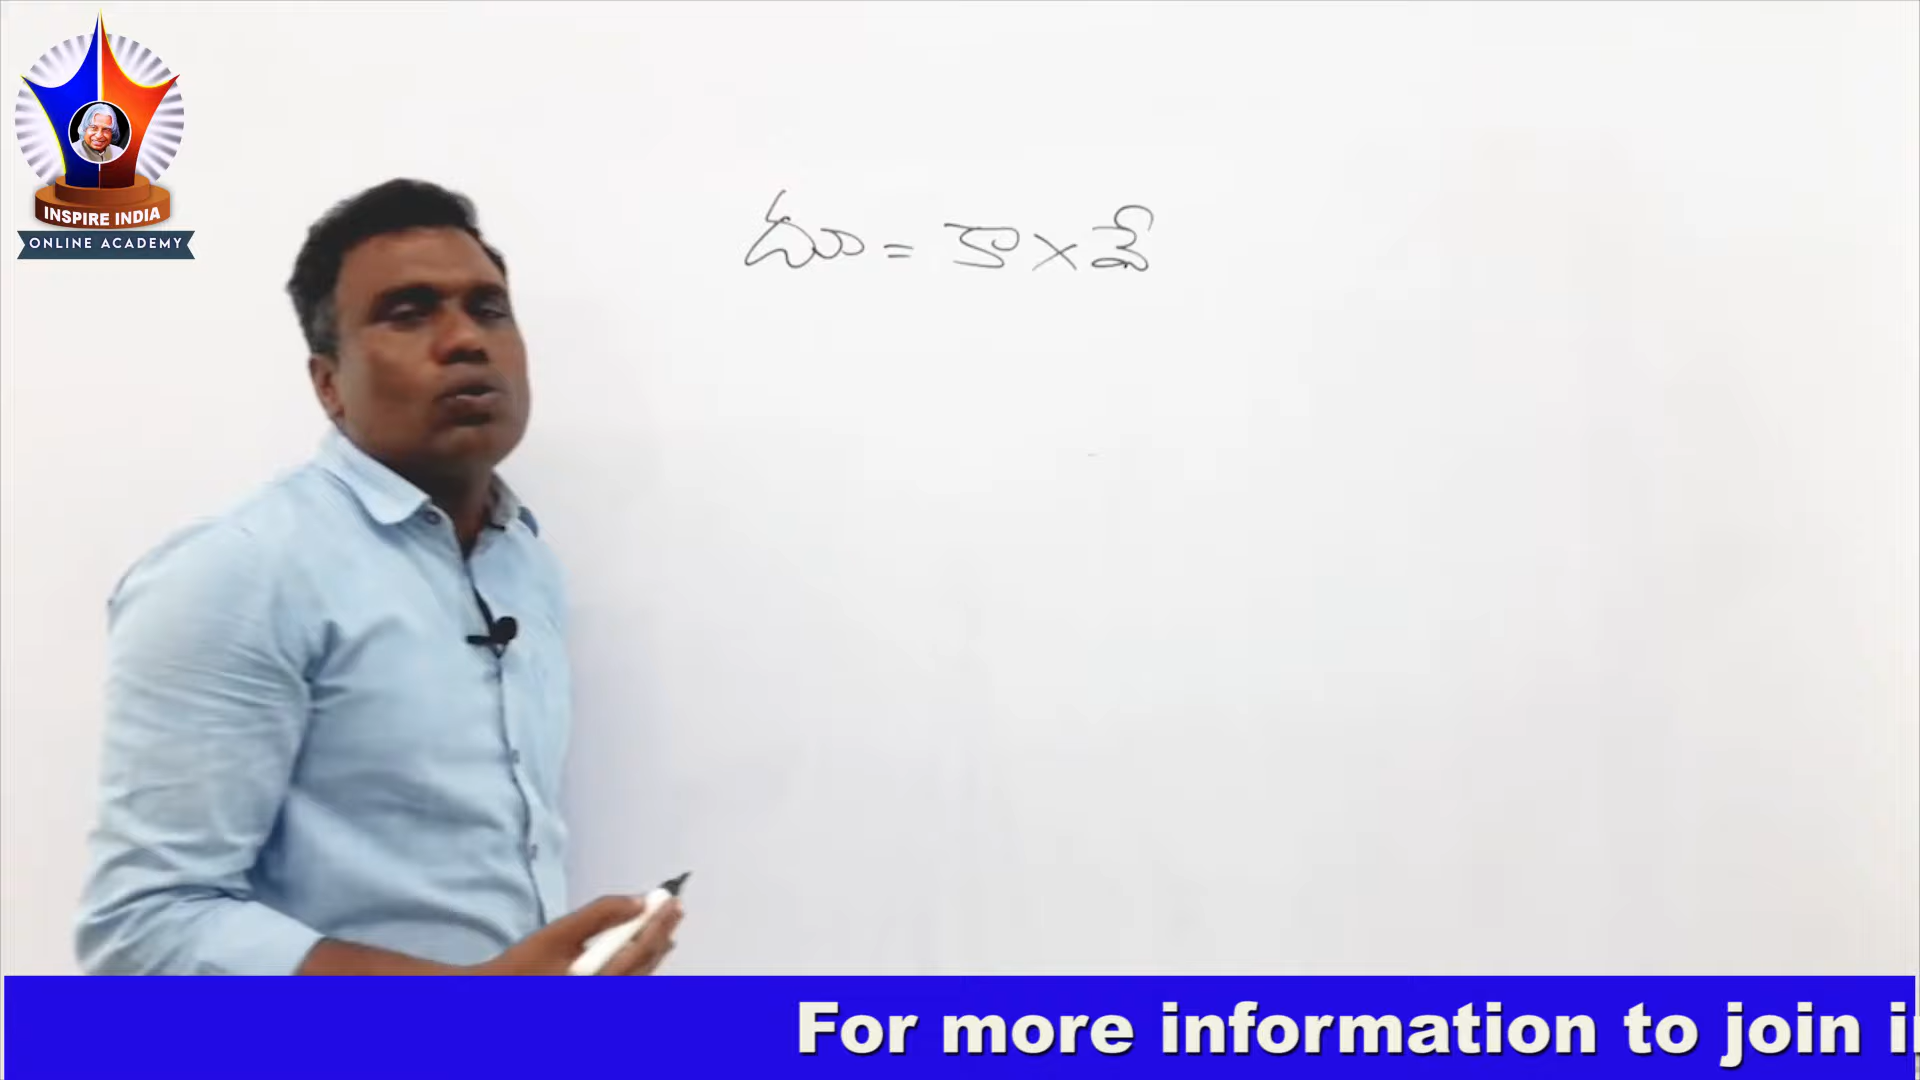 INSPIRE INDIA
ONLINE ACADEMY
దూ = కా × వే
For more information to join i